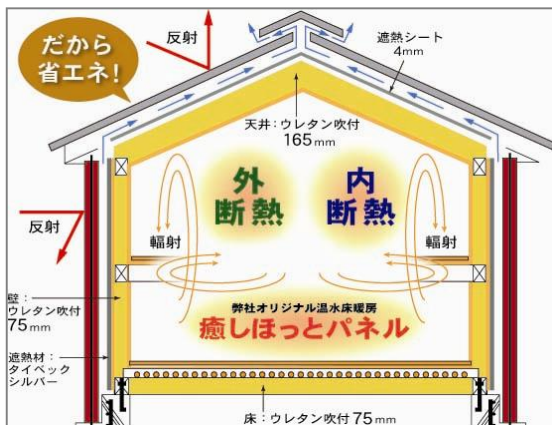 だから
省エネ!
反射
遮熱シート
4mm
天井:ウレタン吹付
165mm
外
断熱
内
断熱
反射
輻射
輻射
壁:
ウレタン吹付
75mm
弊社オリジナル温水床暖房
癒しほっとパネル
遮熱材:
タイベック
シルバー
床:ウレタン吹付75mm